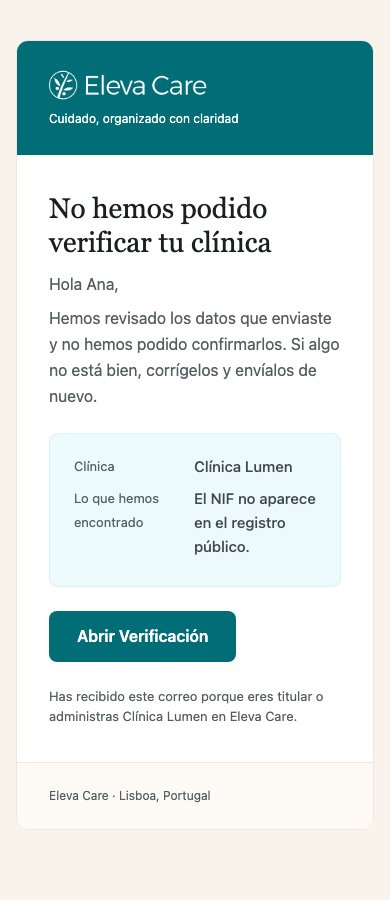 Eleva Care
Cuidado, organizado con claridad
No hemos podido
verificar tu clínica
Hola Ana,
Hemos revisado los datos que enviaste
y no hemos podido confirmarlos. Si algo
no está bien, corrígelos y envíalos de
nuevo.
Clínica
Clínica Lumen
Lo que hemos
encontrado
El NIF no aparece
en el registro
público.
Abrir Verificación
Has recibido este correo porque eres titular o
administras Clínica Lumen en Eleva Care.
Eleva Care · Lisboa, Portugal